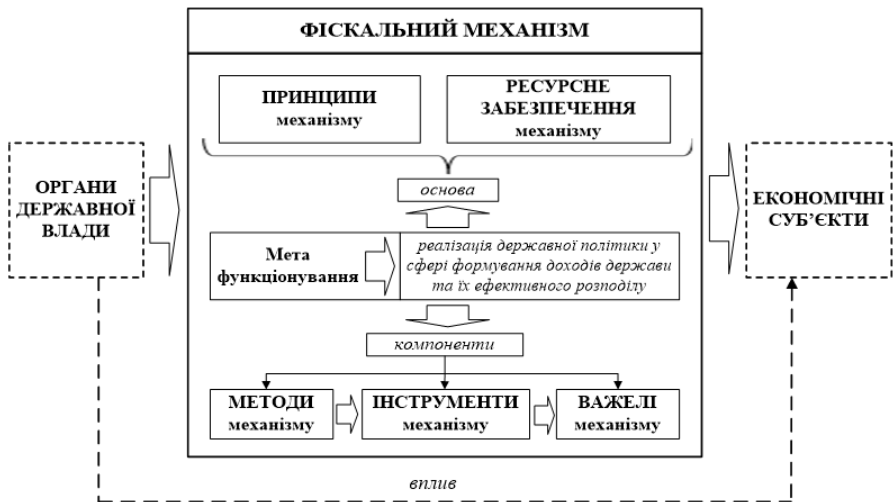 ФІСКАЛЬНИЙ МЕХАНІЗМ
ПРИНЦИПИ
механізму
РЕСУРСНЕ
ЗАБЕЗПЕЧЕННЯ
механізму
ОРГАНИ
ДЕРЖАВНОЇ
ВЛАДИ
основа
ЕКОНОМІЧНІ
СУБ’ЄКТИ
Мета
функціонування
реалізація державної політики у
сфері формування доходів держави
та їх ефективного розподілу
компоненти
МЕТОДИ
механізму
ІНСТРУМЕНТИ
механізму
ВАЖЕЛІ
механізму
вплив